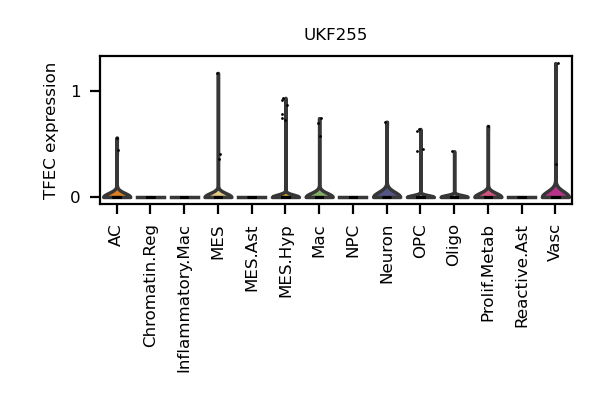 UKF255
TFEC expression
1
0
AC
Chromatin.Reg
Inflammatory.Mac
MES
MES.Ast
MES.Hyp
Mac
NPC
Neuron
OPC
Oligo
Prolif.Metab
Reactive.Ast
Vasc